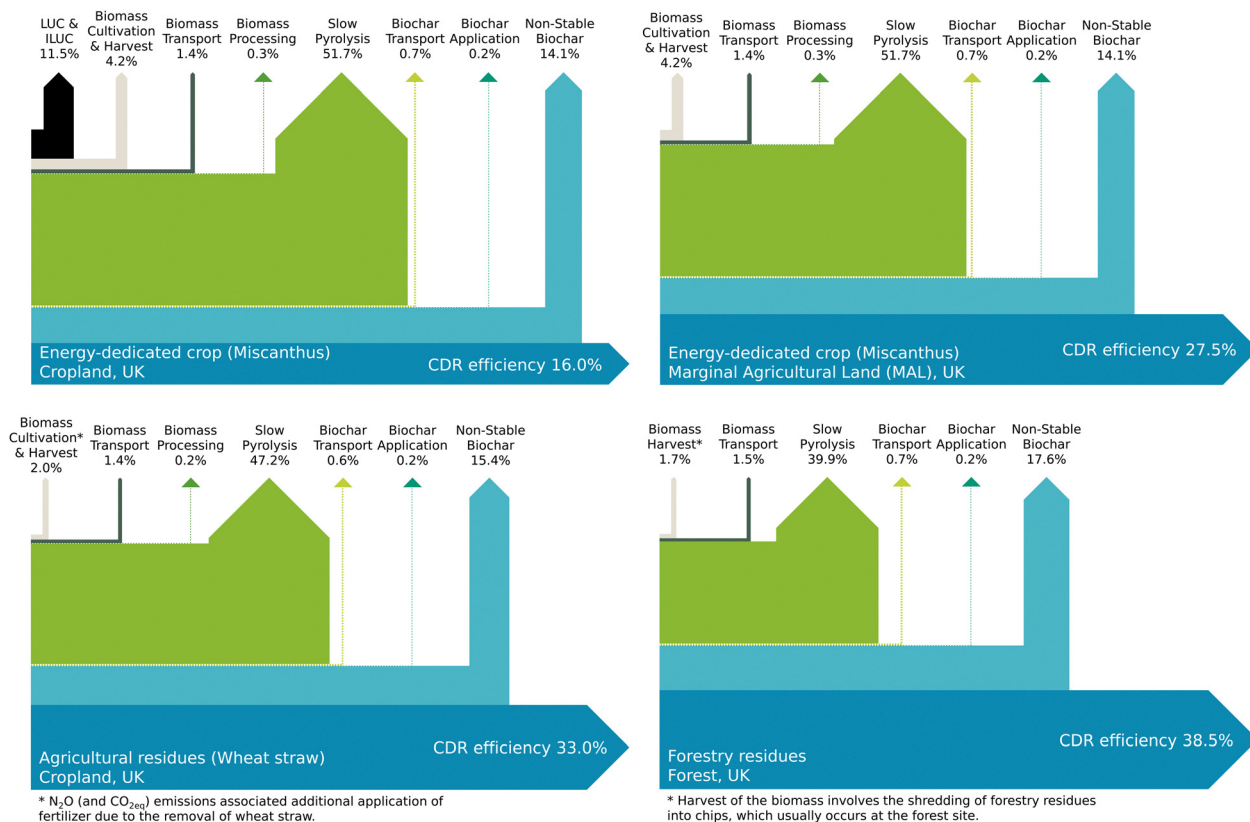 LUC &
ILUC
11.5%
Biomass
Cultivation
& Harvest
4.2%
Biomass
Transport
1.4%
Biomass
Processing
0.3%
Slow
Pyrolysis
51.7%
Biochar
Transport
0.7%
Biochar
Application
0.2%
Non-Stable
Biochar
14.1%
Energy-dedicated crop (Miscanthus)
Cropland, UK
CDR efficiency 16.0%
Biomass
Cultivation
& Harvest
4.2%
Biomass
Transport
1.4%
Biomass
Processing
0.3%
Slow
Pyrolysis
51.7%
Biochar
Transport
0.7%
Biochar
Application
0.2%
Non-Stable
Biochar
14.1%
Energy-dedicated crop (Miscanthus)
Marginal Agricultural Land (MAL), UK
CDR efficiency 27.5%
Biomass
Cultivation*
& Harvest
2.0%
Biomass
Transport
1.4%
Biomass
Processing
0.2%
Slow
Pyrolysis
47.2%
Biochar
Transport
0.6%
Biochar
Application
0.2%
Non-Stable
Biochar
15.4%
Agricultural residues (Wheat straw)
Cropland, UK
CDR efficiency 33.0%
* N₂O (and CO₂eq) emissions associated additional application of
fertilizer due to the removal of wheat straw.
Biomass
Harvest*
1.7%
Biomass
Transport
1.5%
Slow
Pyrolysis
39.9%
Biochar
Transport
0.7%
Biochar
Application
0.2%
Non-Stable
Biochar
17.6%
Forestry residues
Forest, UK
CDR efficiency 38.5%
* Harvest of the biomass involves the shredding of forestry residues
into chips, which usually occurs at the forest site.